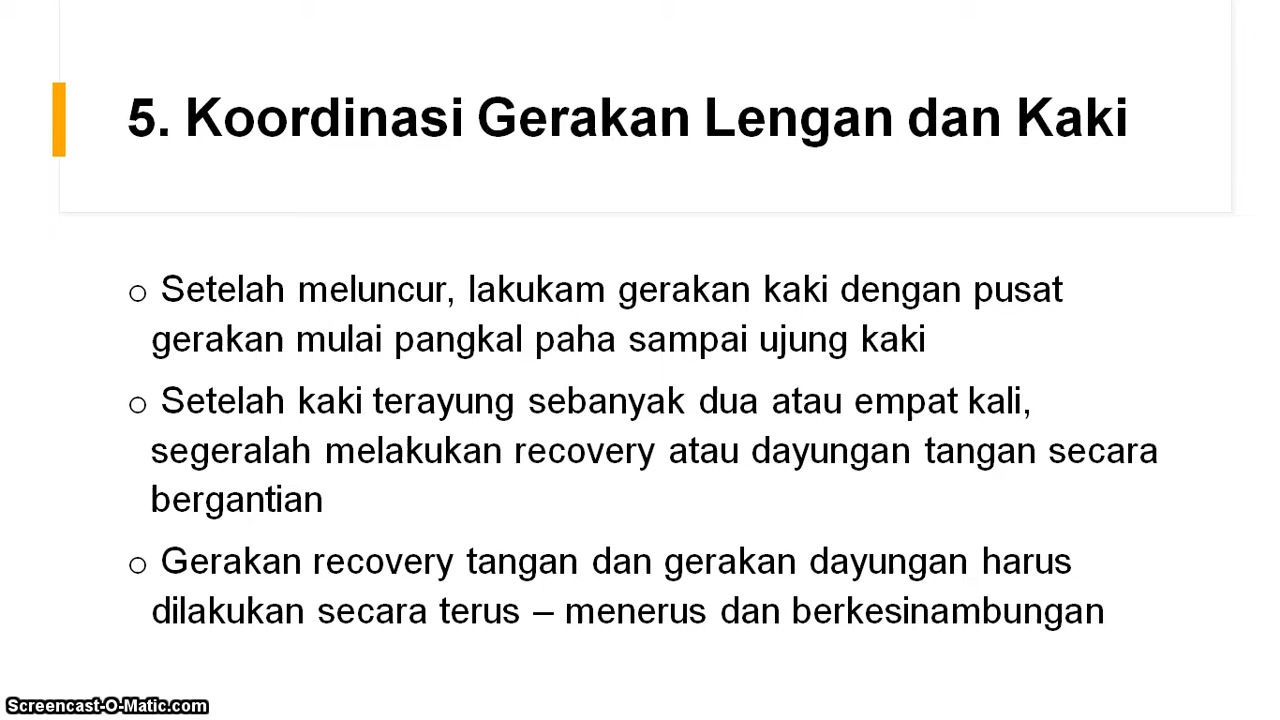 5. Koordinasi Gerakan Lengan dan Kaki
o Setelah meluncur, lakukam gerakan kaki dengan pusat
gerakan mulai pangkal paha sampai ujung kaki
o Setelah kaki terayung sebanyak dua atau empat kali,
segeralah melakukan recovery atau dayungan tangan secara
bergantian
o Gerakan recovery tangan dan gerakan dayungan harus
dilakukan secara terus – menerus dan berkesinambungan
Screencast-O-Matic.com